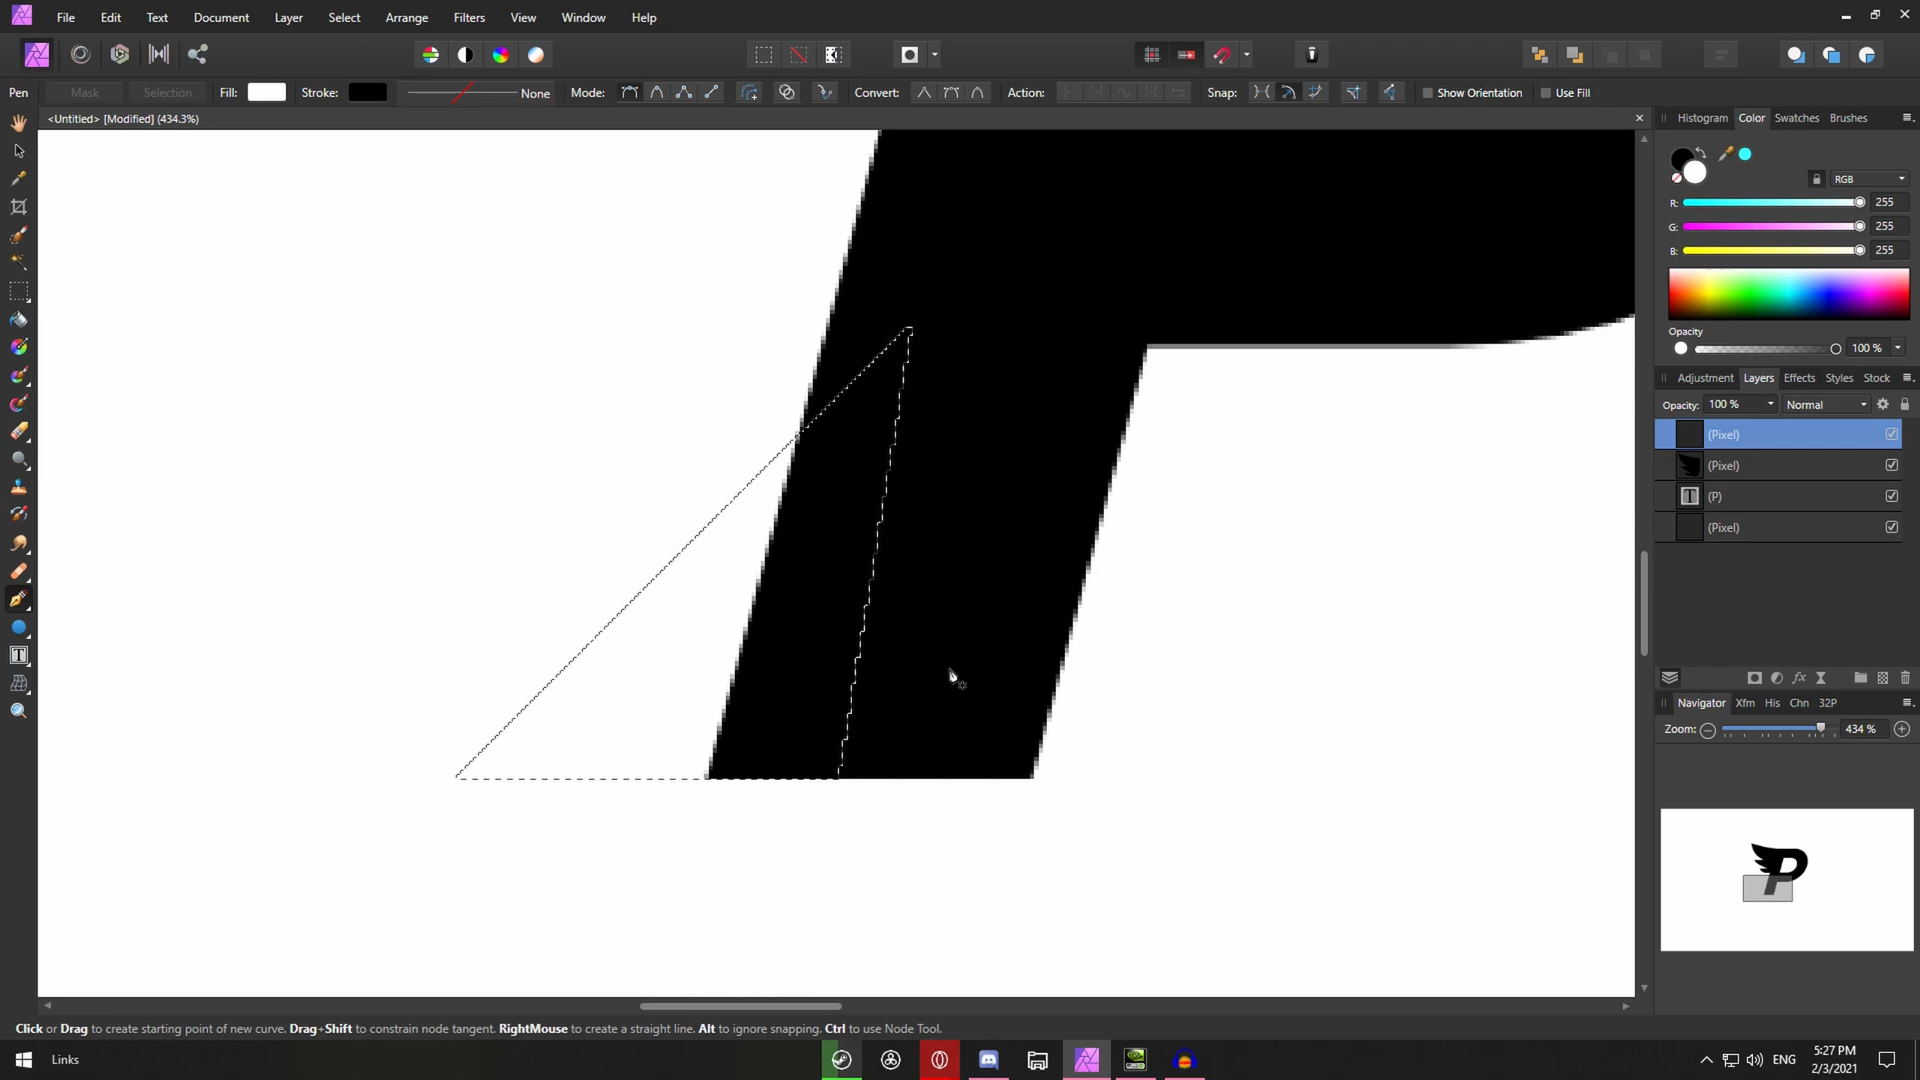 File Edit Text Document Layer Select Arrange Filters View Window Help
Pen Mask Selection Fill: Stroke: None Mode: Convert: Action: Snap: Show Orientation Use Fill
<Untitled> [Modified] (434.3%)
Histogram Color Swatches Brushes
RGB
R: 255
G: 255
B: 255
Opacity
100 %
Adjustment Layers Effects Styles Stock
Opacity: 100 % Normal
(Pixel)
(Pixel)
T (P)
(Pixel)
fx
Navigator Xfm His Chn 32P
Zoom: 434 %
P
Click or Drag to create starting point of new curve. Drag+Shift to constrain node tangent. RightMouse to create a straight line. Alt to ignore snapping. Ctrl to use Node Tool.
Links
ENG
5:27 PM
2/3/2021